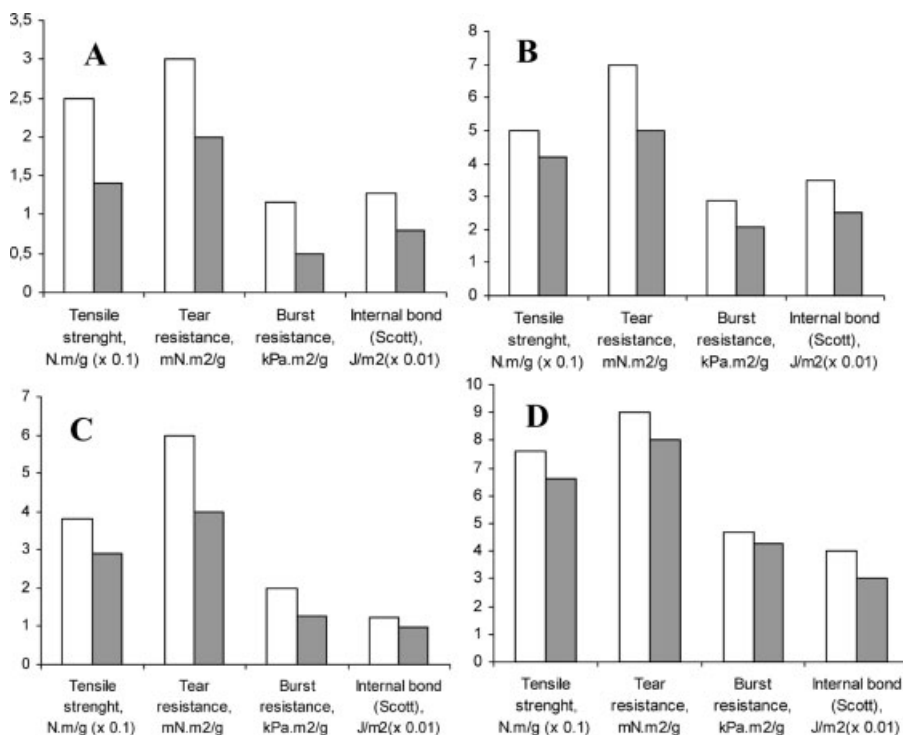 3,5
3
2,5
2
1,5
1
0,5
0
A
Tensile Tear Burst Internal bond
strenght, resistance, resistance, (Scott),
N.m/g (x 0.1) mN.m2/g kPa.m2/g J/m2(x 0.01)
8
7
6
5
4
3
2
1
0
B
Tensile Tear Burst Internal bond
strenght, resistance, resistance, (Scott),
N.m/g (x 0.1) mN.m2/g kPa.m2/g J/m2(x 0.01)
7
6
5
4
3
2
1
0
C
Tensile Tear Burst Internal bond
strenght, resistance, resistance, (Scott),
N.m/g (x 0.1) mN.m2/g kPa.m2/g J/m2(x 0.01)
10
9
8
7
6
5
4
3
2
1
0
D
Tensile Tear Burst Internal bond
strenght, resistance, resistance, (Scott),
N.m/g (x 0.1) mN.m2/g kPa.m2/g J/m2(x 0.01)